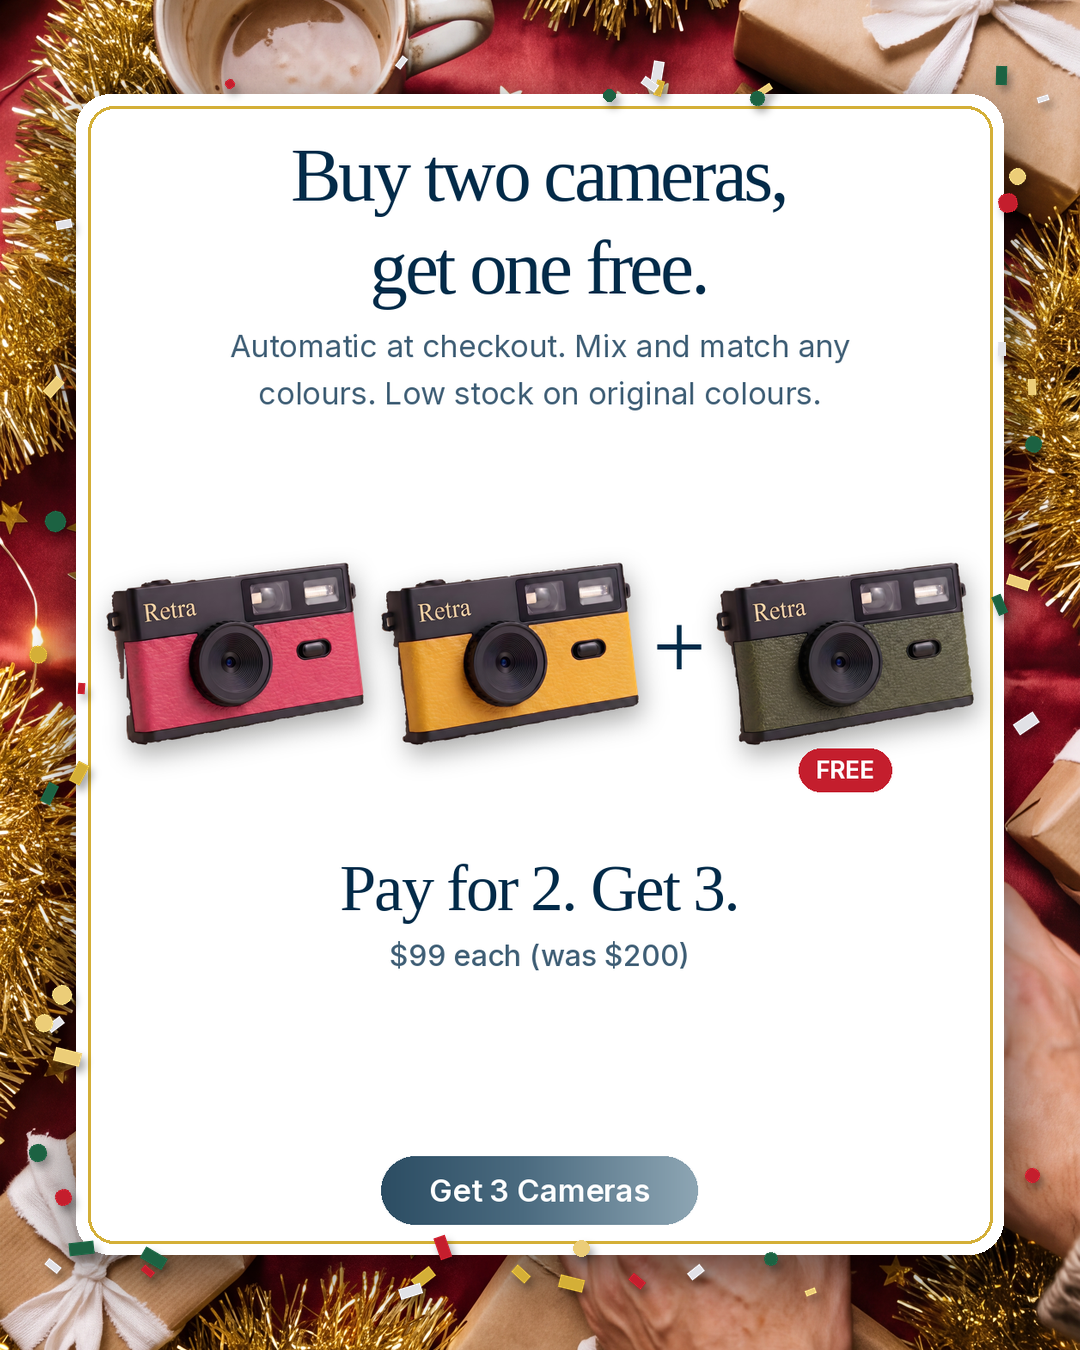 Buy two cameras,
get one free.
Automatic at checkout. Mix and match any
colours. Low stock on original colours.
Retra
Retra
+
Retra
FREE
Pay for 2. Get 3.
$99 each (was $200)
Get 3 Cameras